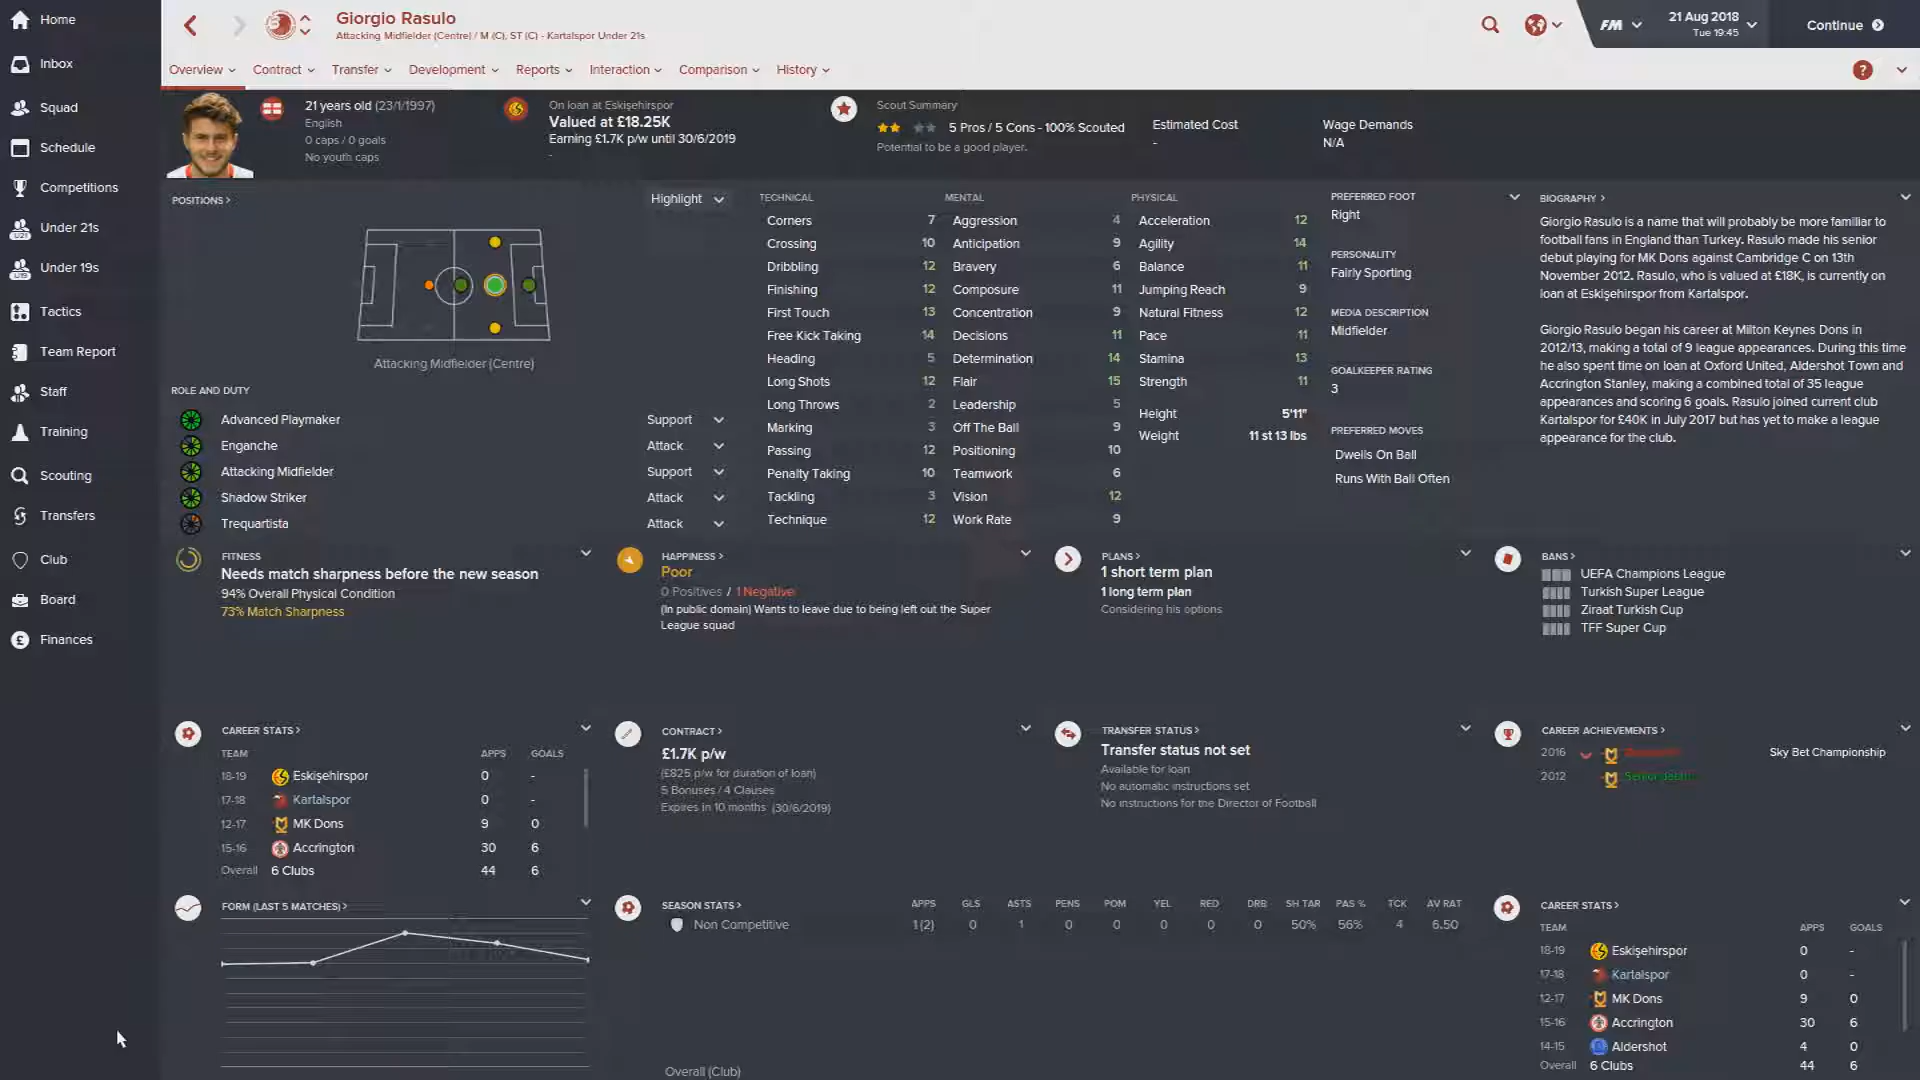 Home
Inbox
Squad
Schedule
Competitions
Under 21s
Under 19s
Tactics
Team Report
Staff
Training
Scouting
Transfers
Club
Board
Finances
Giorgio Rasulo
Attacking Midfielder (Centre) / M (C), ST (C) - Kartalspor Under 21s
FM
21 Aug 2018
Tue 19:45
Continue
Overview Contract Transfer Development Reports Interaction Comparison History
?
21 years old (23/1/1997)
English
0 caps / 0 goals
No youth caps
On loan at Eskişehirspor
Valued at £18.25K
Earning £1.7K p/w until 30/6/2019
-
Scout Summary
5 Pros / 5 Cons - 100% Scouted
Potential to be a good player.
Estimated Cost
-
Wage Demands
N/A
POSITIONS >
Highlight
Attacking Midfielder (Centre)
ROLE AND DUTY
Advanced Playmaker Support
Enganche Attack
Attacking Midfielder Support
Shadow Striker Attack
Trequartista Attack
TECHNICAL
Corners 7
Crossing 10
Dribbling 12
Finishing 12
First Touch 13
Free Kick Taking 14
Heading 5
Long Shots 12
Long Throws 2
Marking 3
Passing 12
Penalty Taking 10
Tackling 3
Technique 12
MENTAL
Aggression 4
Anticipation 9
Bravery 6
Composure 11
Concentration 9
Decisions 11
Determination 14
Flair 15
Leadership 5
Off The Ball 9
Positioning 10
Teamwork 6
Vision 12
Work Rate 9
PHYSICAL
Acceleration 12
Agility 14
Balance 11
Jumping Reach 9
Natural Fitness 12
Pace 11
Stamina 13
Strength 11
Height 5'11"
Weight 11 st 13 lbs
PREFERRED FOOT
Right
PERSONALITY
Fairly Sporting
MEDIA DESCRIPTION
Midfielder
GOALKEEPER RATING
3
PREFERRED MOVES
Dwells On Ball
Runs With Ball Often
BIOGRAPHY >
Giorgio Rasulo is a name that will probably be more familiar to
football fans in England than Turkey. Rasulo made his senior
debut playing for MK Dons against Cambridge C on 13th
November 2012. Rasulo, who is valued at £18K, is currently on
loan at Eskişehirspor from Kartalspor.
Giorgio Rasulo began his career at Milton Keynes Dons in
2012/13, making a total of 9 league appearances. During this time
he also spent time on loan at Oxford United, Aldershot Town and
Accrington Stanley, making a combined total of 35 league
appearances and scoring 6 goals. Rasulo joined current club
Kartalspor for £40K in July 2017 but has yet to make a league
appearance for the club.
FITNESS
Needs match sharpness before the new season
94% Overall Physical Condition
73% Match Sharpness
HAPPINESS >
Poor
0 Positives / 1 Negative
(In public domain) Wants to leave due to being left out the Super
League squad
PLANS >
1 short term plan
1 long term plan
Considering his options
BANS >
UEFA Champions League
Turkish Super League
Ziraat Turkish Cup
TFF Super Cup
CAREER STATS >
TEAM APPS GOALS
18-19 Eskişehirspor 0 -
17-18 Kartalspor 0 -
12-17 MK Dons 9 0
15-16 Accrington 30 6
Overall 6 Clubs 44 6
CONTRACT >
£1.7K p/w
(£825 p/w for duration of loan)
5 Bonuses / 4 Clauses
Expires in 10 months (30/6/2019)
TRANSFER STATUS >
Transfer status not set
Available for loan
No automatic instructions set
No instructions for the Director of Football
CAREER ACHIEVEMENTS >
2016 Sky Bet Championship
2012 Senior debut
FORM (LAST 5 MATCHES) >
SEASON STATS > APPS GLS ASTS PENS POM YEL RED DRB SH TAR PAS % TCK AV RAT
Non Competitive 1(2) 0 1 0 0 0 0 0 50% 56% 4 6.50
Overall (Club)
CAREER STATS >
TEAM APPS GOALS
18-19 Eskişehirspor 0 -
17-18 Kartalspor 0 -
12-17 MK Dons 9 0
15-16 Accrington 30 6
14-15 Aldershot 4 0
Overall 6 Clubs 44 6